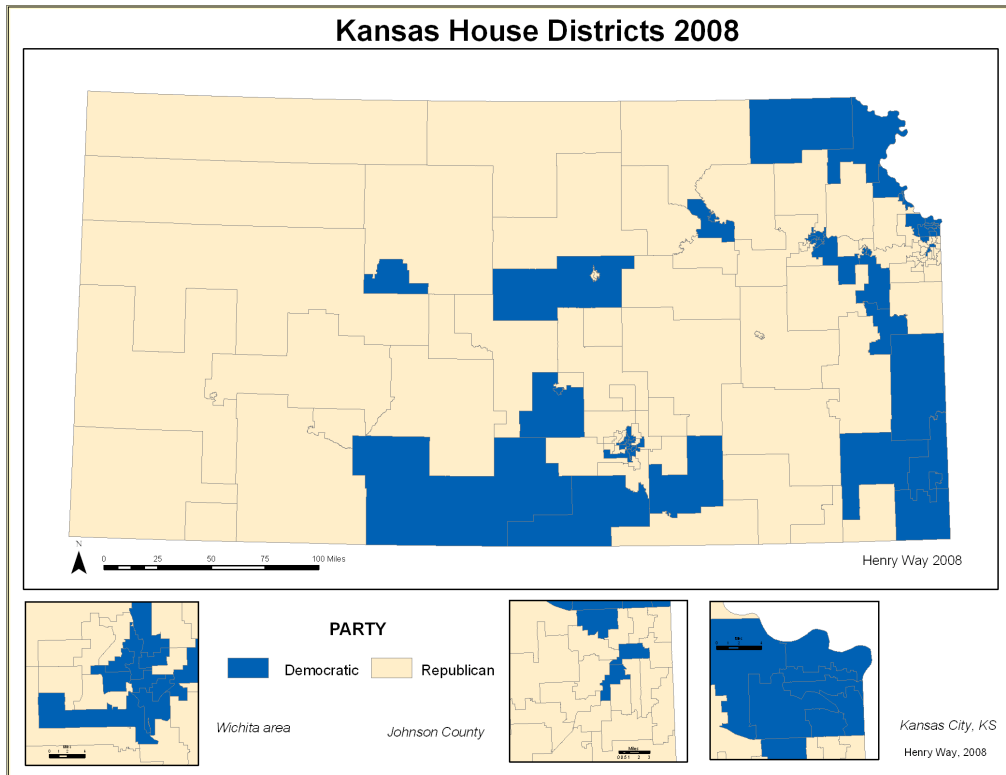 Kansas House Districts 2008
N
0 25 50 75 100 Miles
Henry Way 2008
PARTY
Democratic
Republican
Wichita area
Johnson County
Miles
Kansas City, KS
Henry Way, 2008